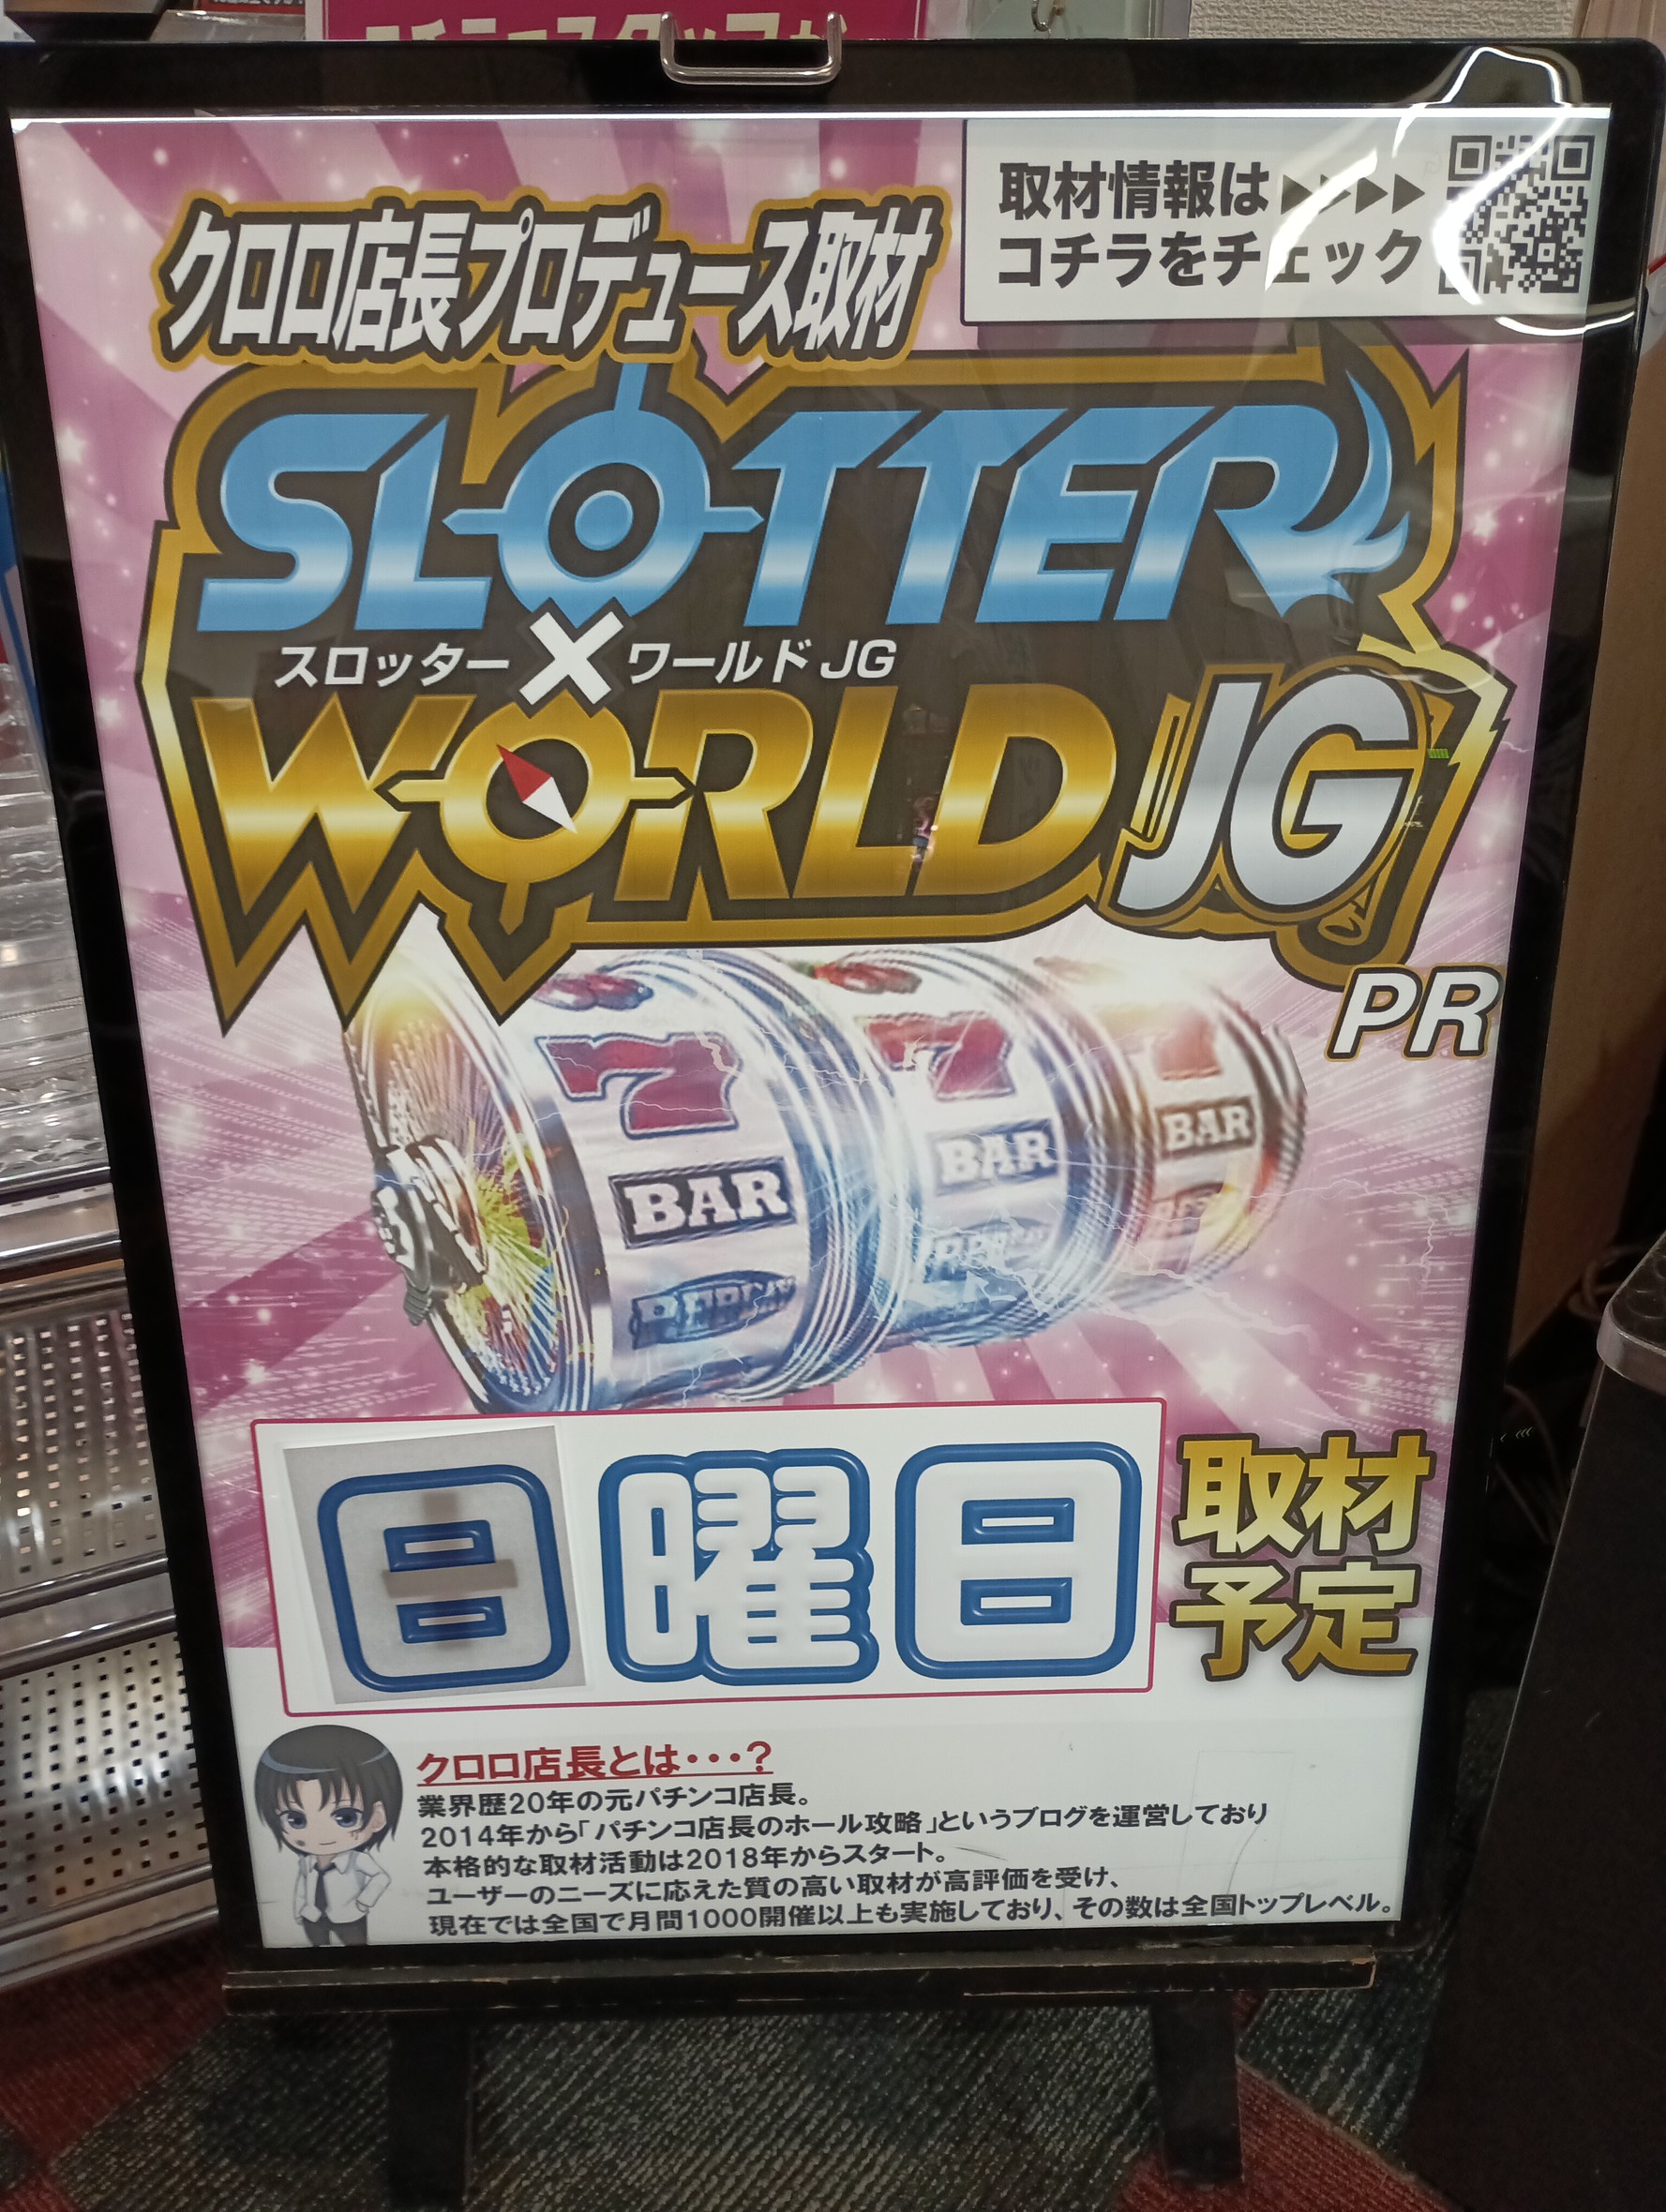 取材情報は▶▶▶▶
コチラをチェック
クロロ店長プロデュース取材
SLOTTER
スロッター×ワールドJG
WORLD JG
PR
7 7 7
BAR BAR BAR
REPLAY
日曜日
取材
予定
クロロ店長とは・・・?
業界歴20年の元パチンコ店長。
2014年から「パチンコ店長のホール攻略」というブログを運営しており
本格的な取材活動は2018年からスタート。
ユーザーのニーズに応えた質の高い取材が高評価を受け、
現在では全国で月間1000開催以上も実施しており、その数は全国トップレベル。